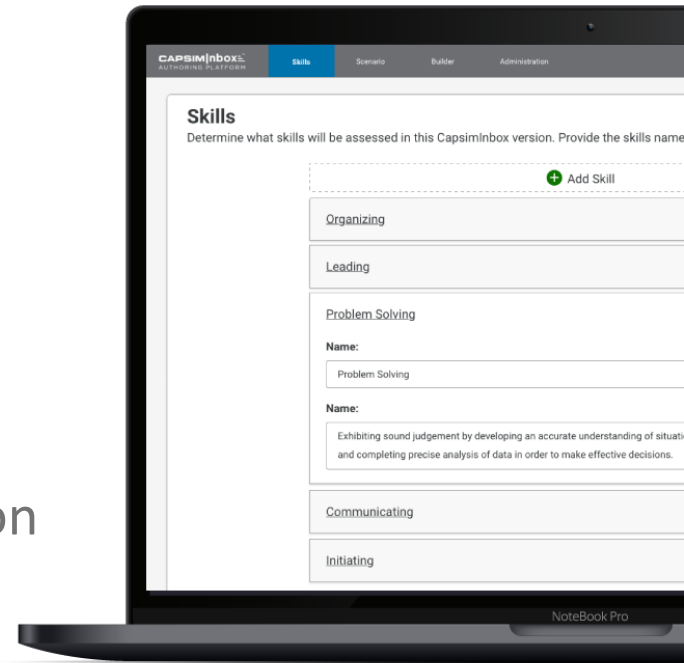 CAPSIM|nbox
AUTHORING PLATFORM
Skills
Scenario
Builder
Administration
Skills
Determine what skills will be assessed in this CapsimInbox version. Provide the skills name
Add Skill
Organizing
Leading
Problem Solving
Name:
Problem Solving
Name:
Exhibiting sound judgement by developing an accurate understanding of situati
and completing precise analysis of data in order to make effective decisions.
on
Communicating
Initiating
NoteBook Pro